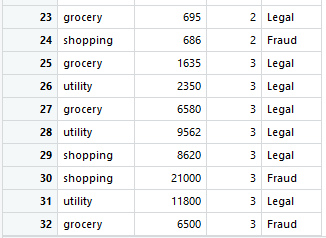 23 grocery 695 2 Legal
24 shopping 686 2 Fraud
25 grocery 1635 3 Legal
26 utility 2350 3 Legal
27 grocery 6580 3 Legal
28 utility 9562 3 Legal
29 shopping 8620 3 Legal
30 shopping 21000 3 Fraud
31 utility 11800 3 Legal
32 grocery 6500 3 Fraud